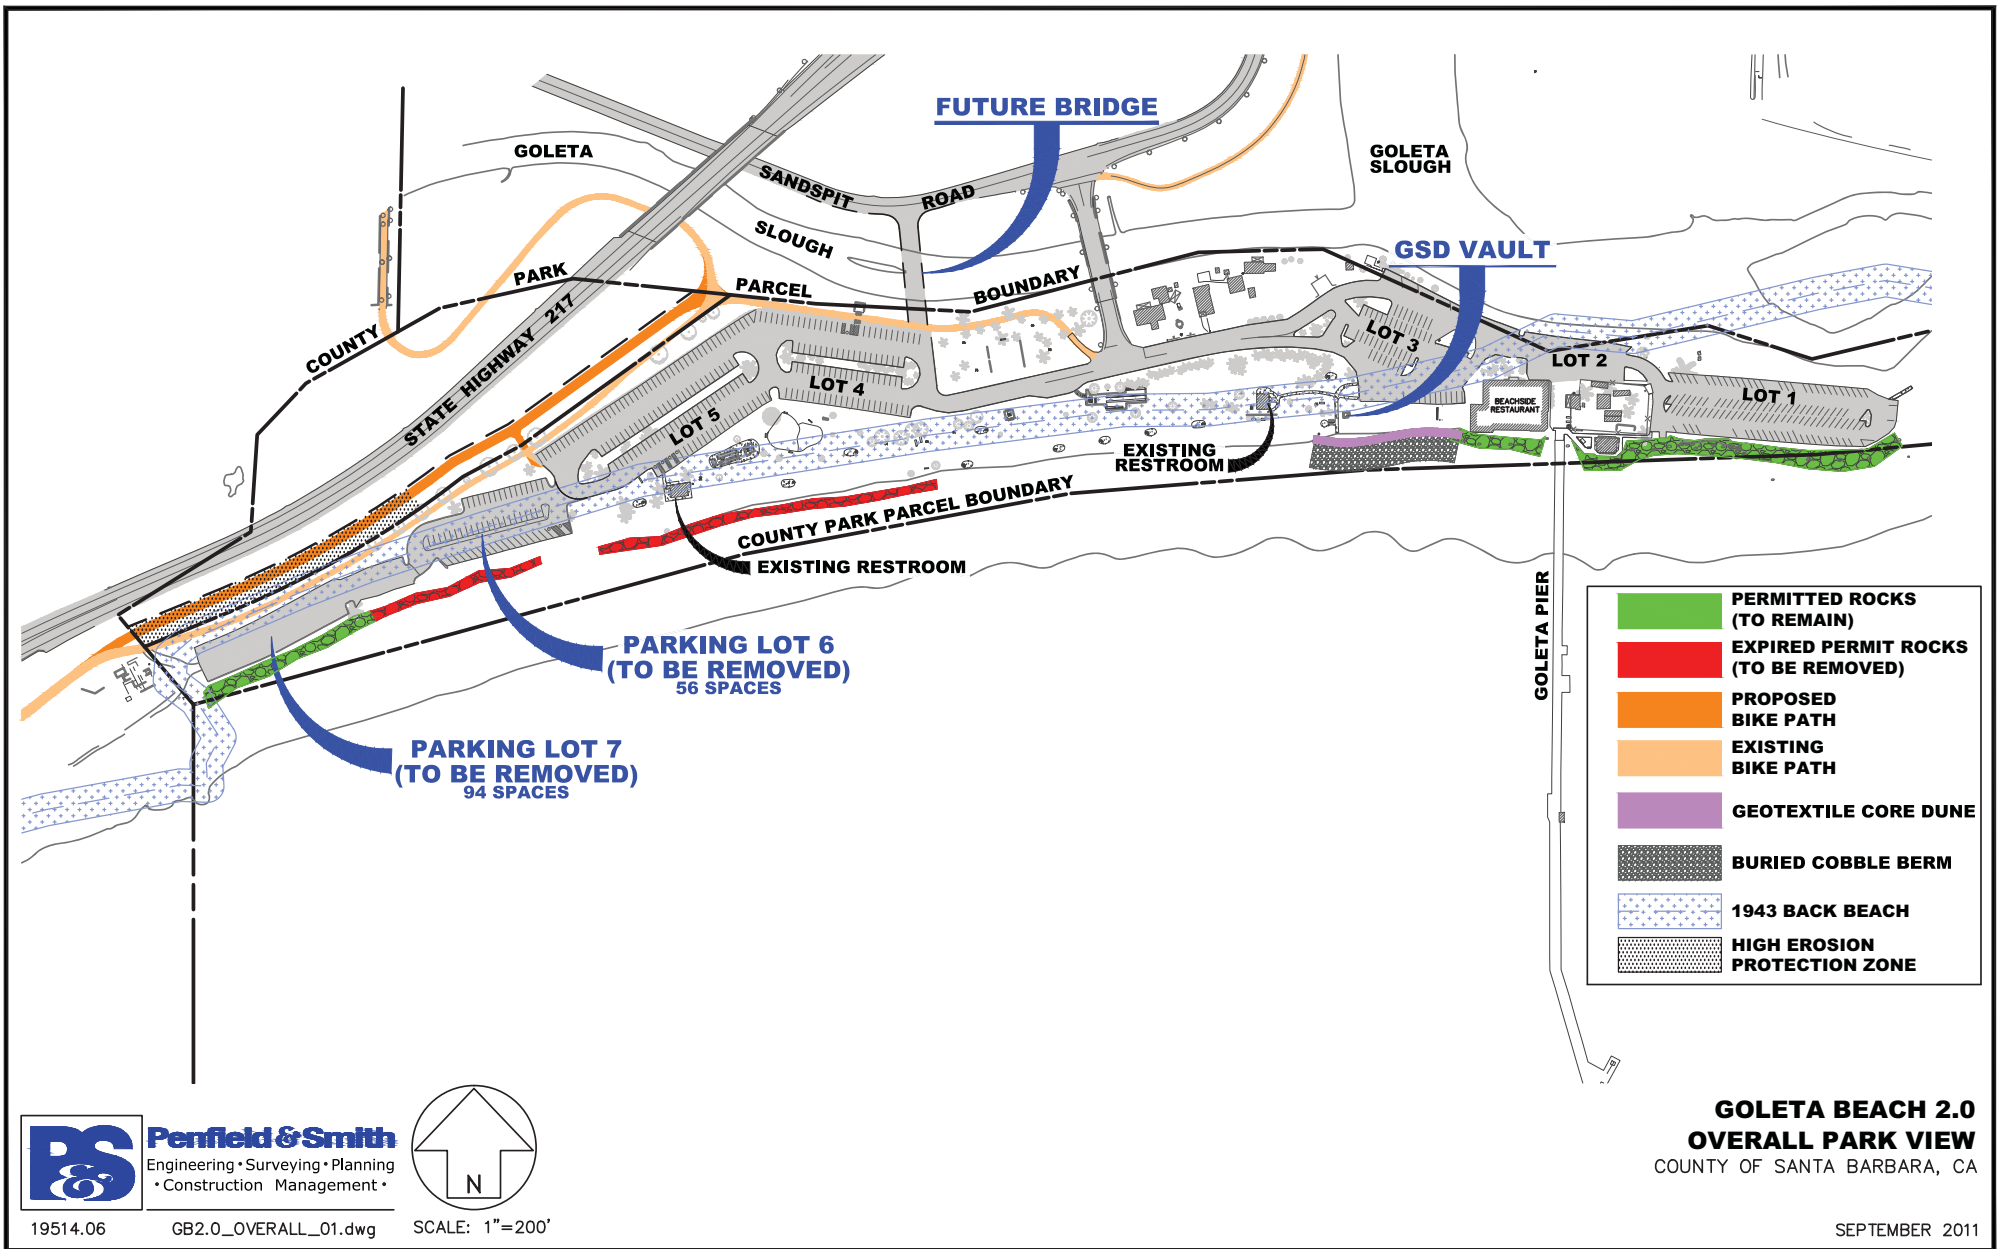 FUTURE BRIDGE
GOLETA
SLOUGH
SANDSPIT
ROAD
GOLETA
SLOUGH
GSD VAULT
COUNTY
PARK
PARCEL
BOUNDARY
STATE HIGHWAY 217
LOT 5
LOT 4
LOT 3
LOT 2
LOT 1
BEACHSIDE
RESTAURANT
EXISTING
RESTROOM
COUNTY PARK PARCEL BOUNDARY
EXISTING RESTROOM
PARKING LOT 6
(TO BE REMOVED)
56 SPACES
PARKING LOT 7
(TO BE REMOVED)
94 SPACES
GOLETA PIER
PERMITTED ROCKS
(TO REMAIN)
EXPIRED PERMIT ROCKS
(TO BE REMOVED)
PROPOSED
BIKE PATH
EXISTING
BIKE PATH
GEOTEXTILE CORE DUNE
BURIED COBBLE BERM
1943 BACK BEACH
HIGH EROSION
PROTECTION ZONE
P&S
Penfield & Smith
Engineering • Surveying • Planning
• Construction Management •
19514.06
GB2.0_OVERALL_01.dwg
N
SCALE: 1"=200'
GOLETA BEACH 2.0
OVERALL PARK VIEW
COUNTY OF SANTA BARBARA, CA
SEPTEMBER 2011